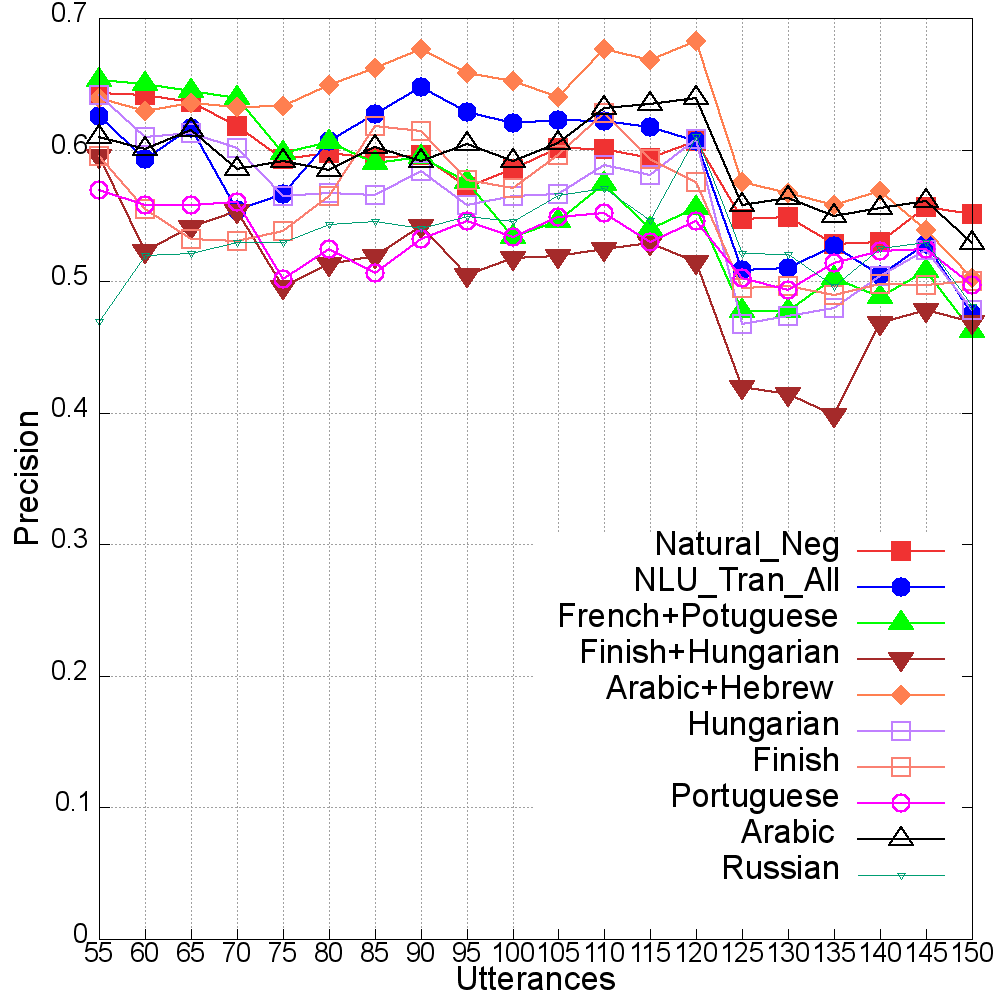 0.7
0.6
0.5
0.4
0.3
0.2
0.1
0
Precision
Natural_Neg
NLU_Tran_All
French+Potuguese
Finish+Hungarian
Arabic+Hebrew
Hungarian
Finish
Portuguese
Arabic
Russian
55 60 65 70 75 80 85 90 95 100 105 110 115 120 125 130 135 140 145 150
Utterances